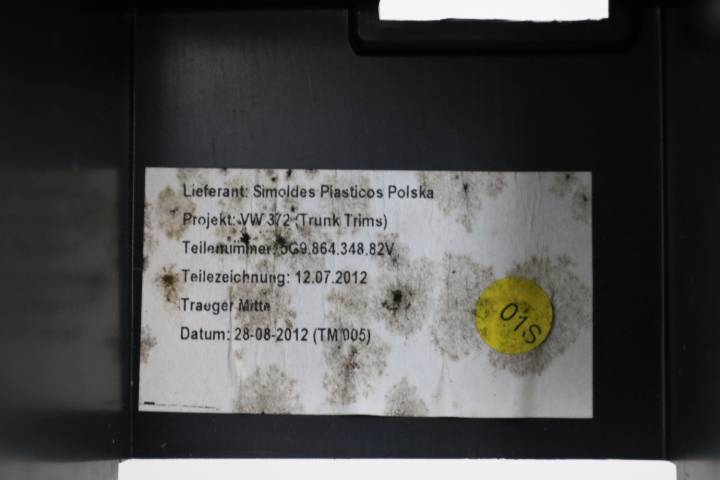 Lieferant: Simoldes Plasticos Polska
Projekt: VW 372 (Trunk Trims)
Teilenummer: 5G9.864.348.82V
Teilezeichnung: 12.07.2012
Traeger Mitte
Datum: 28-08-2012 (TM 005)
01S